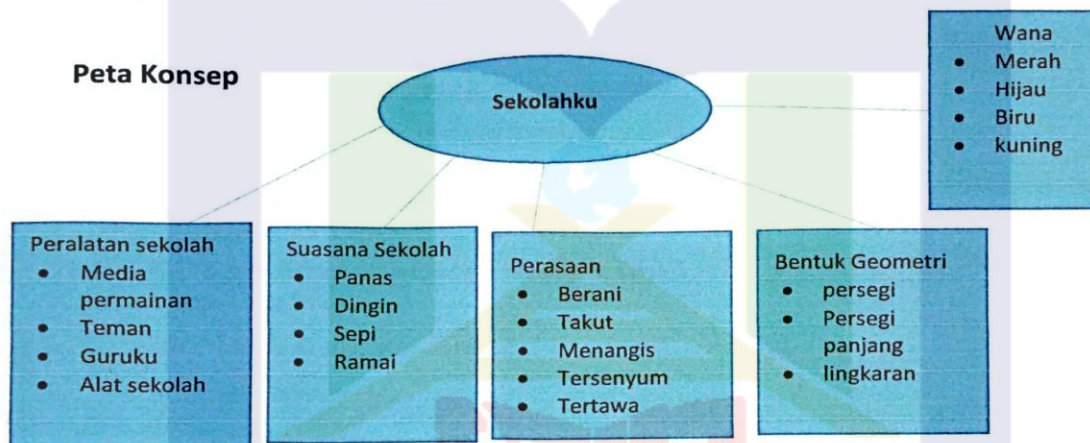 Peta Konsep
Sekolahku
Wana
• Merah
• Hijau
• Biru
• kuning
Peralatan sekolah
• Media
permainan
• Teman
• Guruku
• Alat sekolah
Suasana Sekolah
• Panas
• Dingin
• Sepi
• Ramai
Perasaan
• Berani
• Takut
• Menangis
• Tersenyum
• Tertawa
Bentuk Geometri
• persegi
• Persegi
panjang
• lingkaran